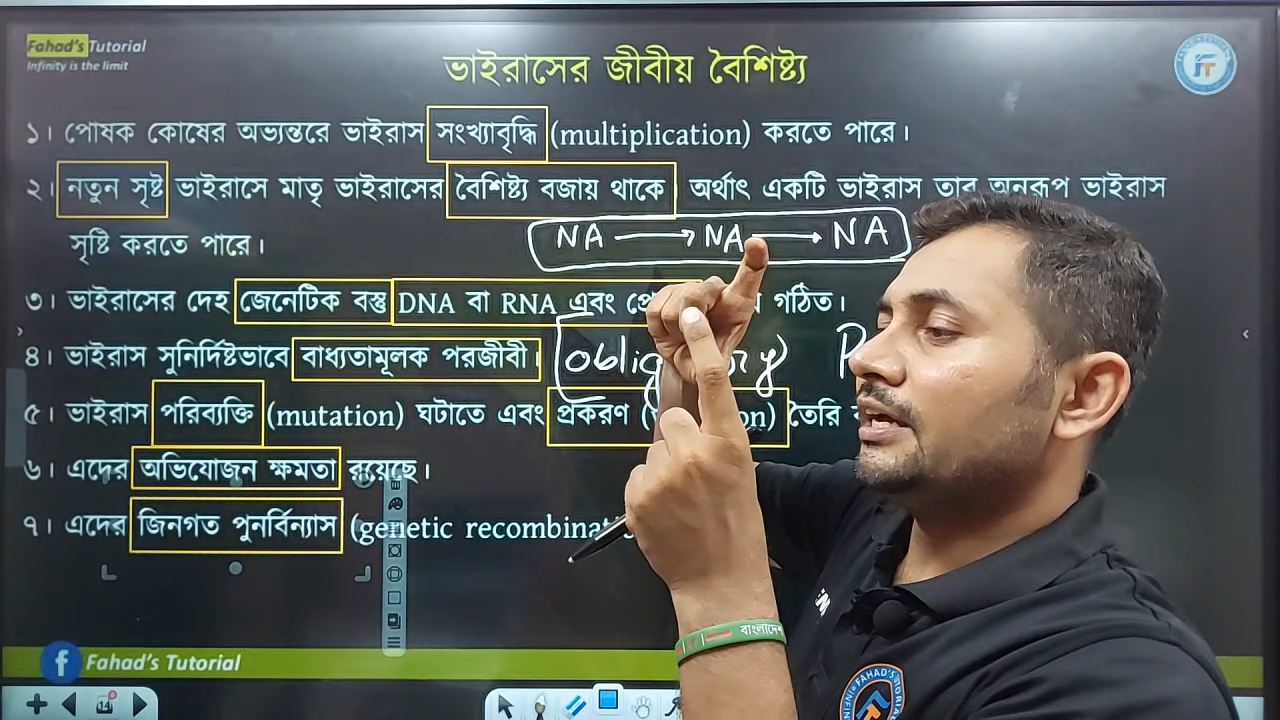 Fahad's Tutorial
Infinity is the limit
ভাইরাসের জীবীয় বৈশিষ্ট্য
১। পোষক কোষের অভ্যন্তরে ভাইরাস সংখ্যাবৃদ্ধি (multiplication) করতে পারে।
২। নতুন সৃষ্ট ভাইরাসে মাতৃ ভাইরাসের বৈশিষ্ট্য বজায় থাকে অর্থাৎ একটি ভাইরাস তার অনুরূপ ভাইরাস
সৃষ্টি করতে পারে।
NA → NA → NA
৩। ভাইরাসের দেহ জেনেটিক বস্তু DNA বা RNA এবং গঠিত।
৪। ভাইরাস সুনির্দিষ্টভাবে বাধ্যতামূলক পরজীবী।
৫। ভাইরাস পরিব্যক্তি (mutation) ঘটাতে এবং প্রকরণ তৈরি
৬। এদের অভিযোজন ক্ষমতা রয়েছে।
৭। এদের জিনগত পুনর্বিন্যাস (genetic
বাংলাদেশ
Fahad's Tutorial
14